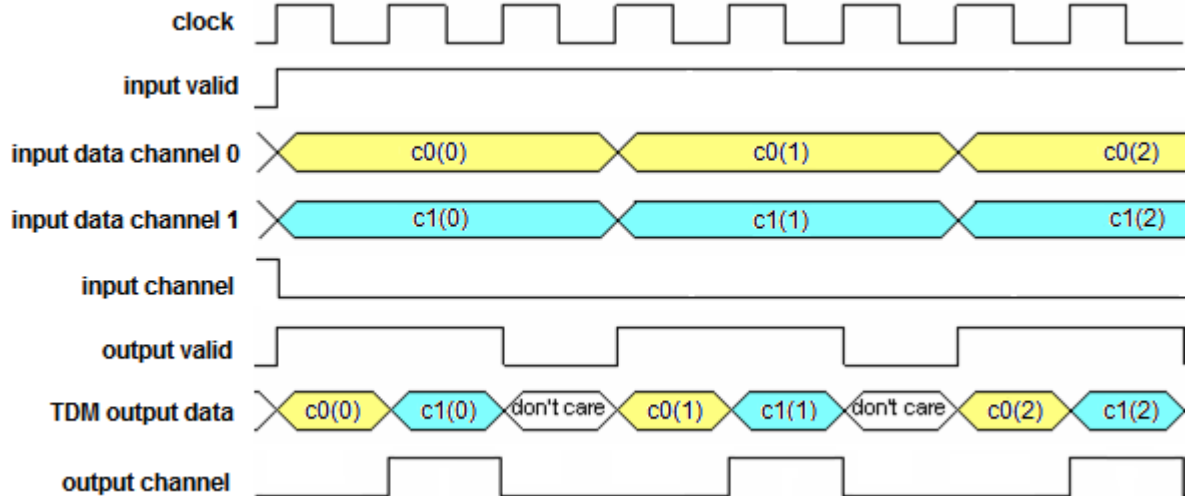 clock
input valid
input data channel 0 c0(0) c0(1) c0(2)
input data channel 1 c1(0) c1(1) c1(2)
input channel
output valid
TDM output data c0(0) c1(0) don't care c0(1) c1(1) don't care c0(2) c1(2)
output channel